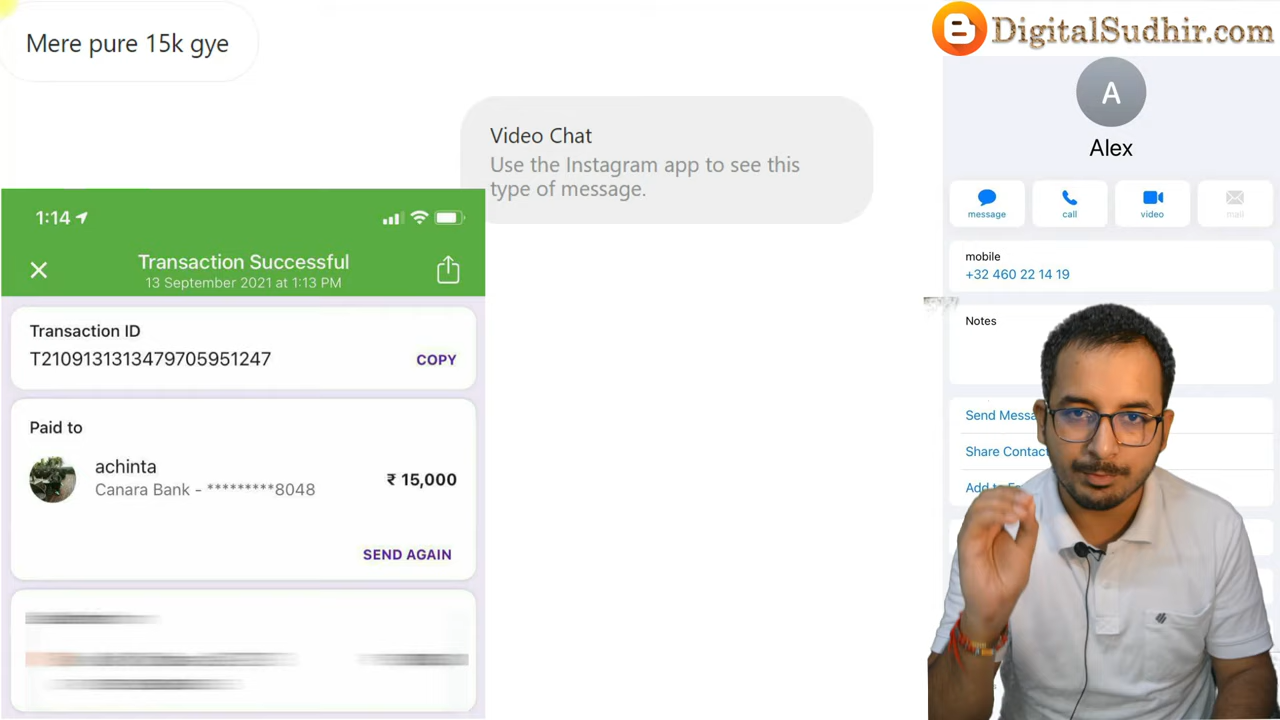 Mere pure 15k gye
Video Chat
Use the Instagram app to see this
type of message.
1:14
Transaction Successful
13 September 2021 at 1:13 PM
Transaction ID
T2109131313479705951247
COPY
Paid to
achinta
Canara Bank - *********8048
₹ 15,000
SEND AGAIN
DigitalSudhir.com
A
Alex
message
call
video
mail
mobile
+32 460 22 14 19
Notes
Send Messa
Share Contac
Add to